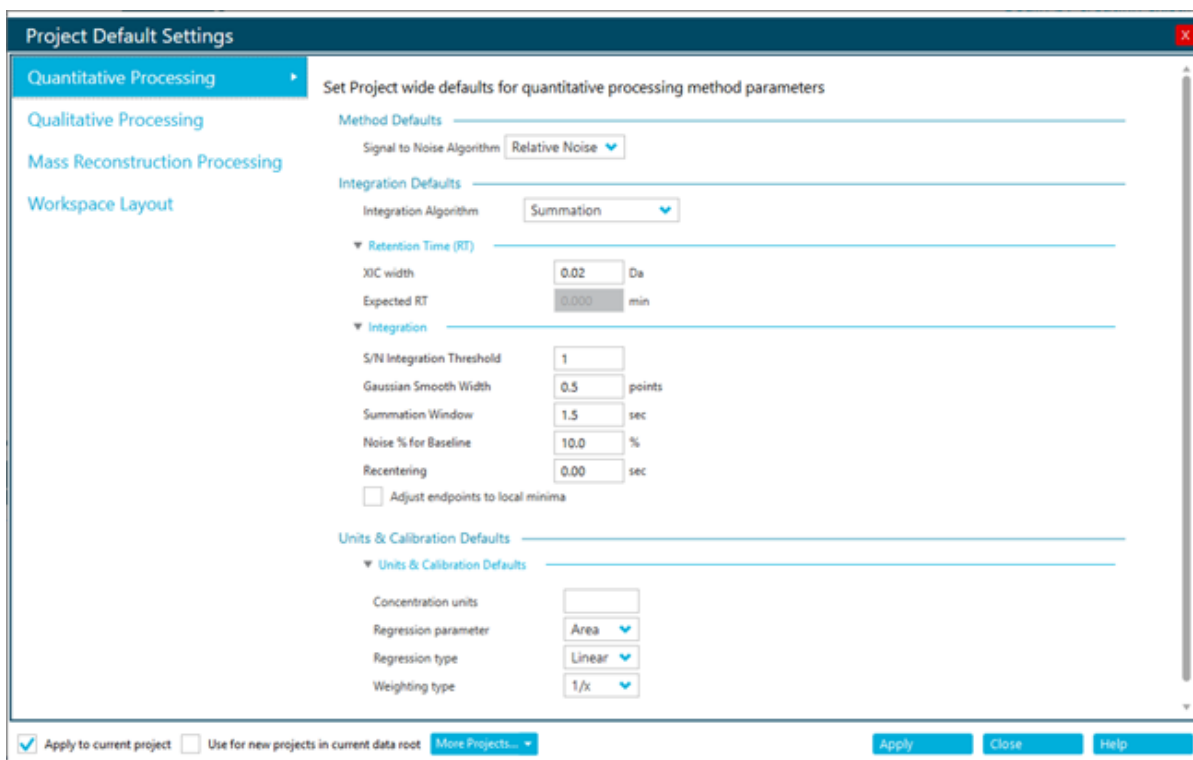 Project Default Settings
X
Quantitative Processing
Qualitative Processing
Mass Reconstruction Processing
Workspace Layout
Set Project wide defaults for quantitative processing method parameters
Method Defaults
Signal to Noise Algorithm Relative Noise
Integration Defaults
Integration Algorithm Summation
Retention Time (RT)
XIC width 0.02 Da
Expected RT 0.000 min
Integration
S/N Integration Threshold 1
Gaussian Smooth Width 0.5 points
Summation Window 1.5 sec
Noise % for Baseline 10.0 %
Recentering 0.00 sec
Adjust endpoints to local minima
Units & Calibration Defaults
Units & Calibration Defaults
Concentration units
Regression parameter Area
Regression type Linear
Weighting type 1/x
Apply to current project Use for new projects in current data root More Projects... Apply Close Help